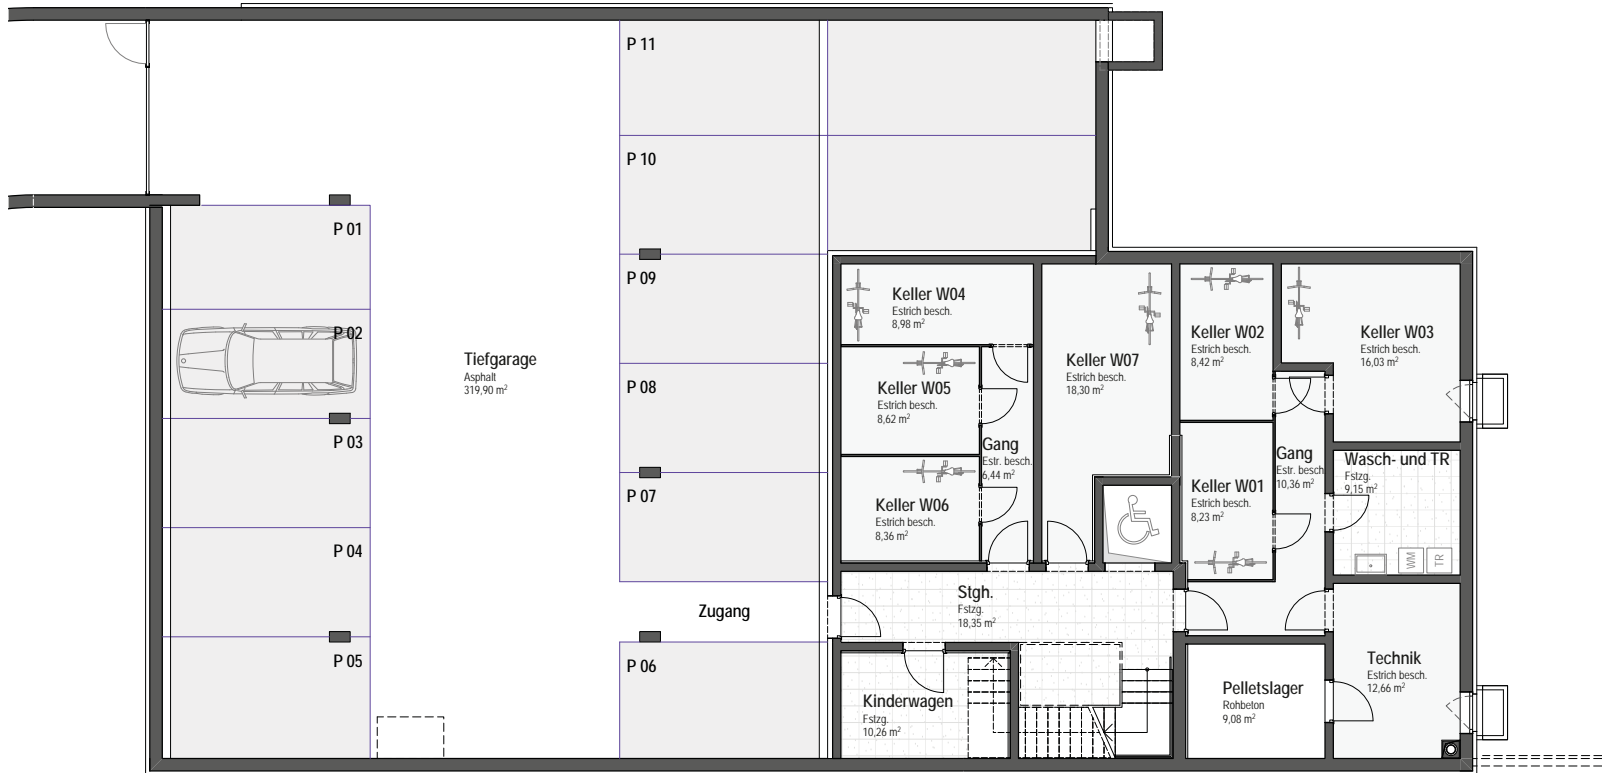 P 11
P 10
P 01
P 09
P 02
Tiefgarage
Asphalt
319,90 m²
P 08
P 03
P 07
P 04
Zugang
P 05
P 06
Keller W04
Estrich besch.
8,98 m²
Keller W05
Estrich besch.
8,62 m²
Keller W06
Estrich besch.
8,36 m²
Gang
Estr. besch.
6,44 m²
Keller W07
Estrich besch.
18,30 m²
Keller W02
Estrich besch.
8,42 m²
Keller W03
Estrich besch.
16,03 m²
Keller W01
Estrich besch.
8,23 m²
Gang
Estr. besch.
10,36 m²
Wasch- und TR
Fstzg.
9,15 m²
WM
TR
Stgh.
Fstzg.
18,35 m²
Kinderwagen
Fstzg.
10,26 m²
Pelletslager
Rohbeton
9,08 m²
Technik
Estrich besch.
12,66 m²